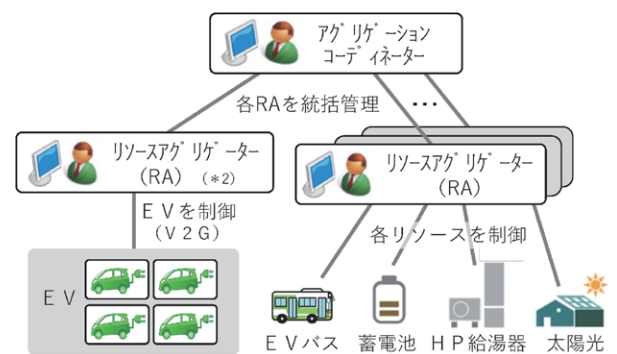 ｱｸﾞﾘｹﾞｰｼｮﾝ
ｺｰﾃﾞｨﾈｰﾀｰ
各RAを統括管理
…
ﾘｿｰｽｱｸﾞﾘｹﾞｰﾀｰ
(RA) (*2)
ﾘｿｰｽｱｸﾞﾘｹﾞｰﾀｰ
(RA)
ＥＶを制御
(Ｖ２Ｇ)
各リソースを制御
ＥＶ
ＥＶバス
蓄電池
ＨＰ給湯器
太陽光